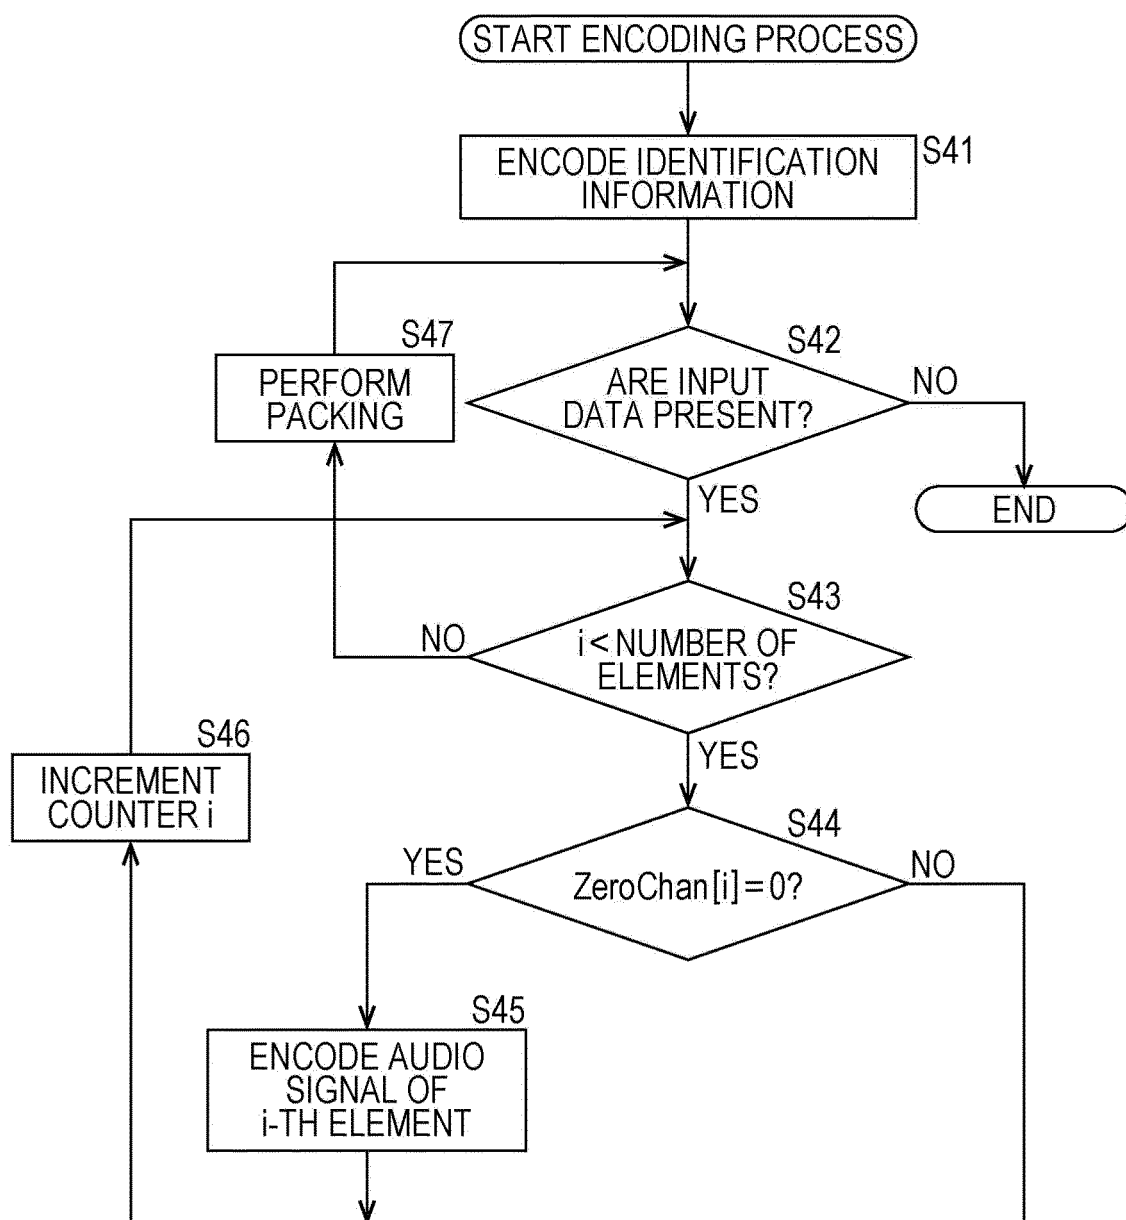 START ENCODING PROCESS
S41
ENCODE IDENTIFICATION
INFORMATION
S47
PERFORM
PACKING
S42
ARE INPUT
DATA PRESENT?
NO
YES
END
S43
i < NUMBER OF
ELEMENTS?
NO
YES
S46
INCREMENT
COUNTER i
S44
ZeroChan[i] = 0?
YES
NO
S45
ENCODE AUDIO
SIGNAL OF
i-TH ELEMENT